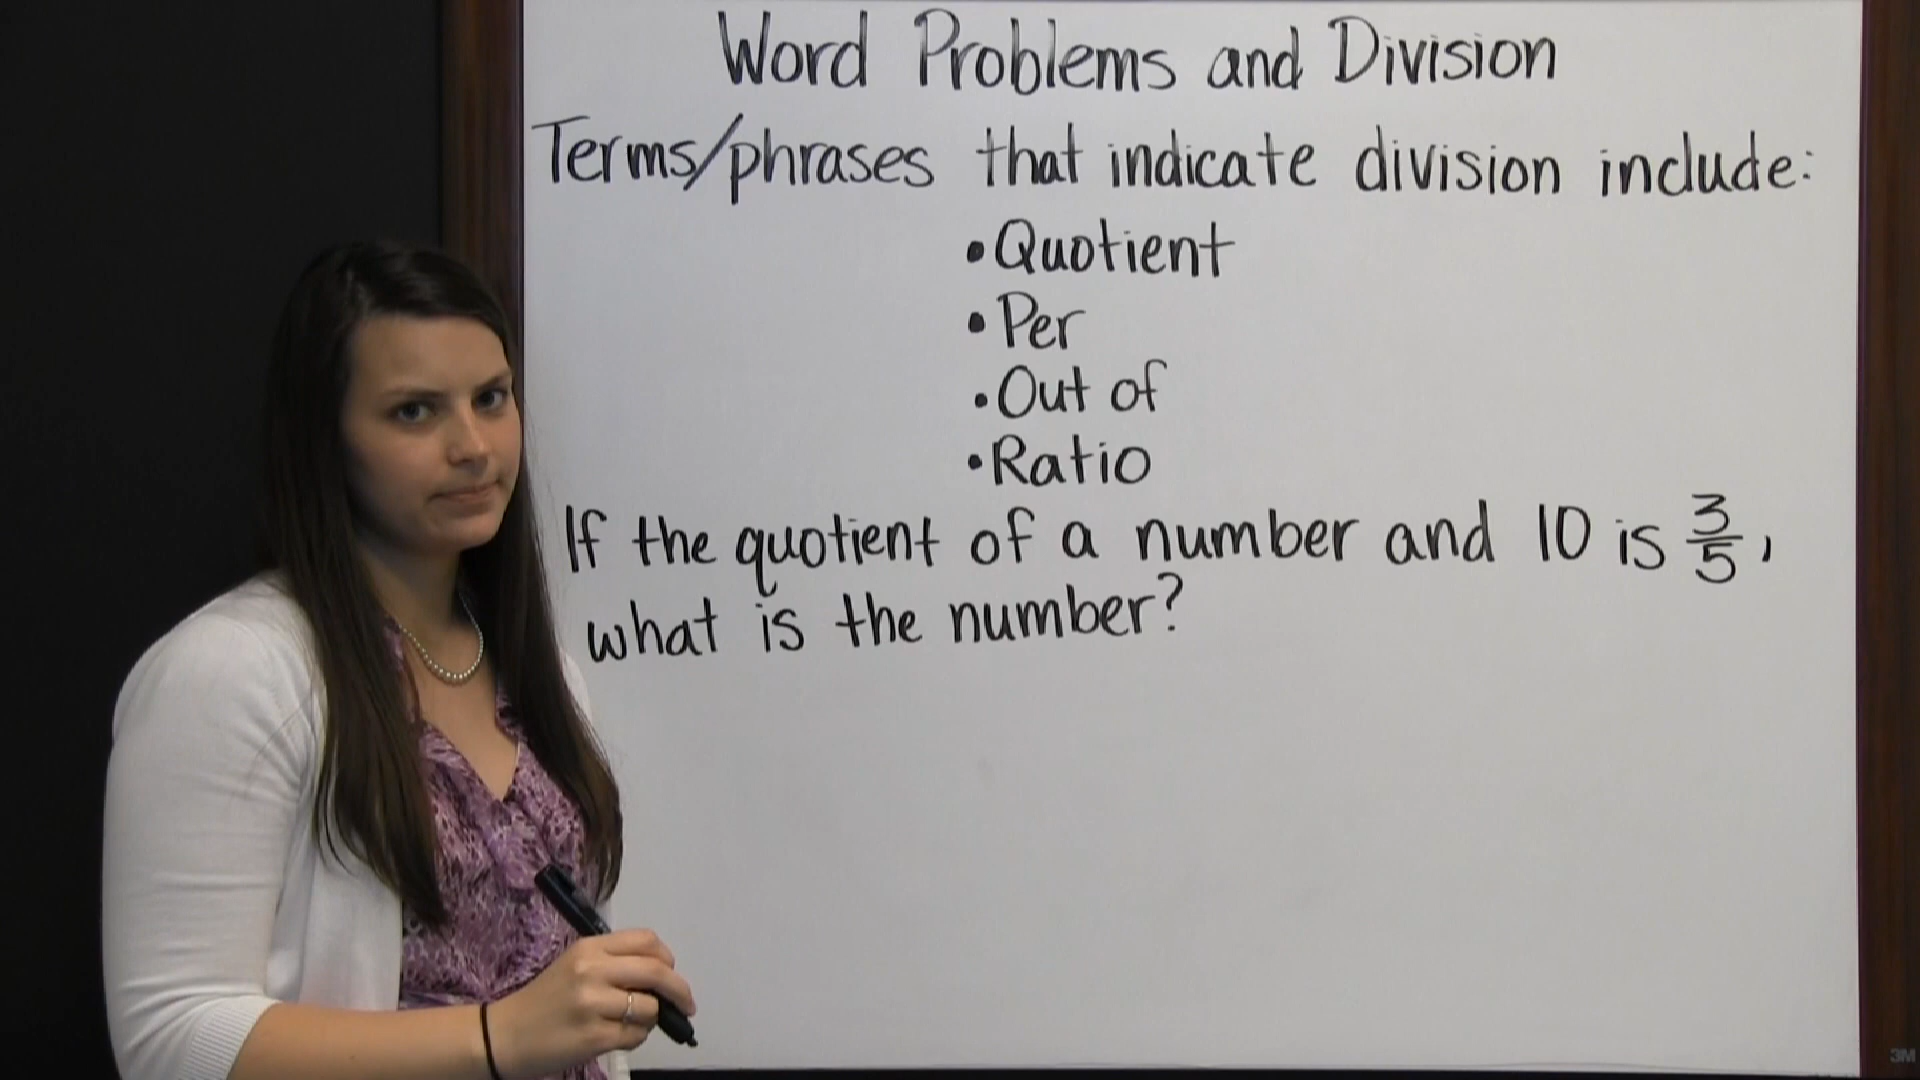 Word Problems and Division
Terms/phrases that indicate division include:
•Quotient
•Per
•Out of
•Ratio
If the quotient of a number and 10 is 3/5,
what is the number?
3M